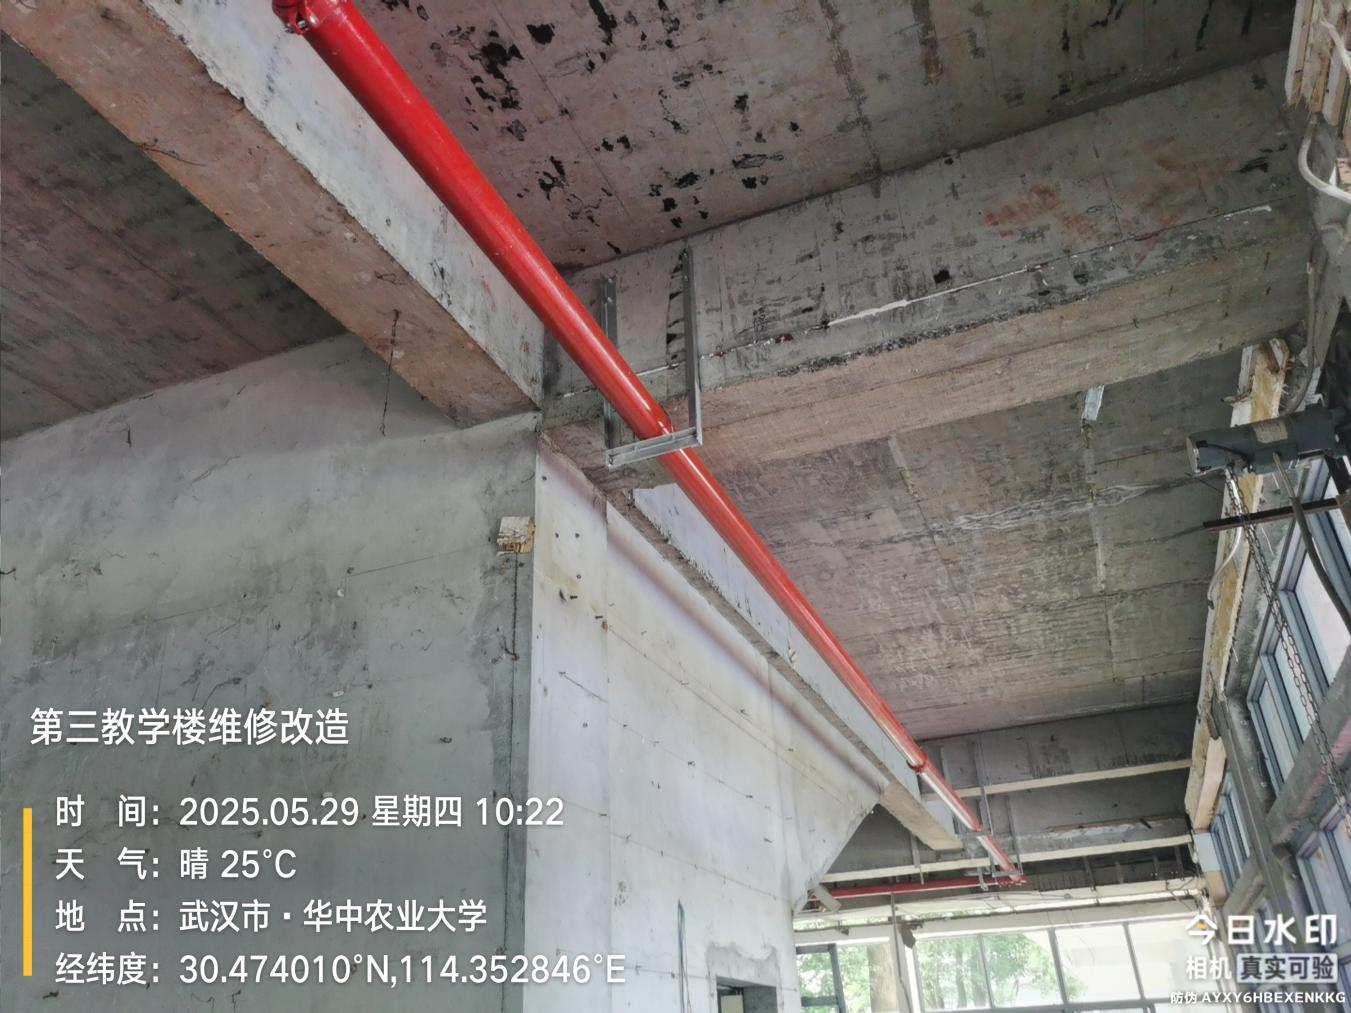 第三教学楼维修改造
时 间：2025.05.29 星期四 10:22
天 气：晴 25°C
地 点：武汉市·华中农业大学
经纬度：30.474010°N,114.352846°E
今日水印
相机 真实可验
防伪 AYXY6HBEXENKKG